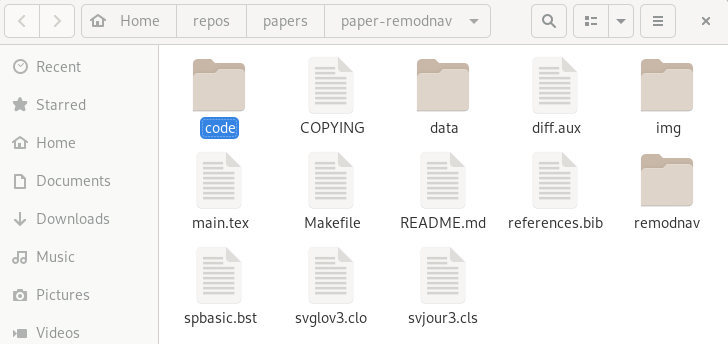 Home repos papers paper-remodnav
Recent
Starred
Home
Documents
Downloads
Music
Pictures
Videos
code COPYING data diff.aux img
main.tex Makefile README.md references.bib remodnav
spbasic.bst svglov3.clo svjour3.cls